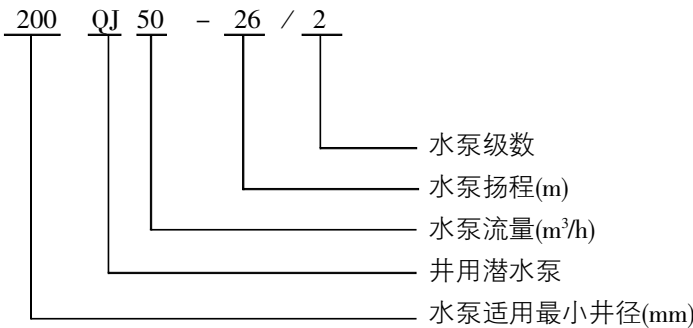 200 QJ 50 - 26 / 2
水泵级数
水泵扬程(m)
水泵流量(m³/h)
井用潜水泵
水泵适用最小井径(mm)